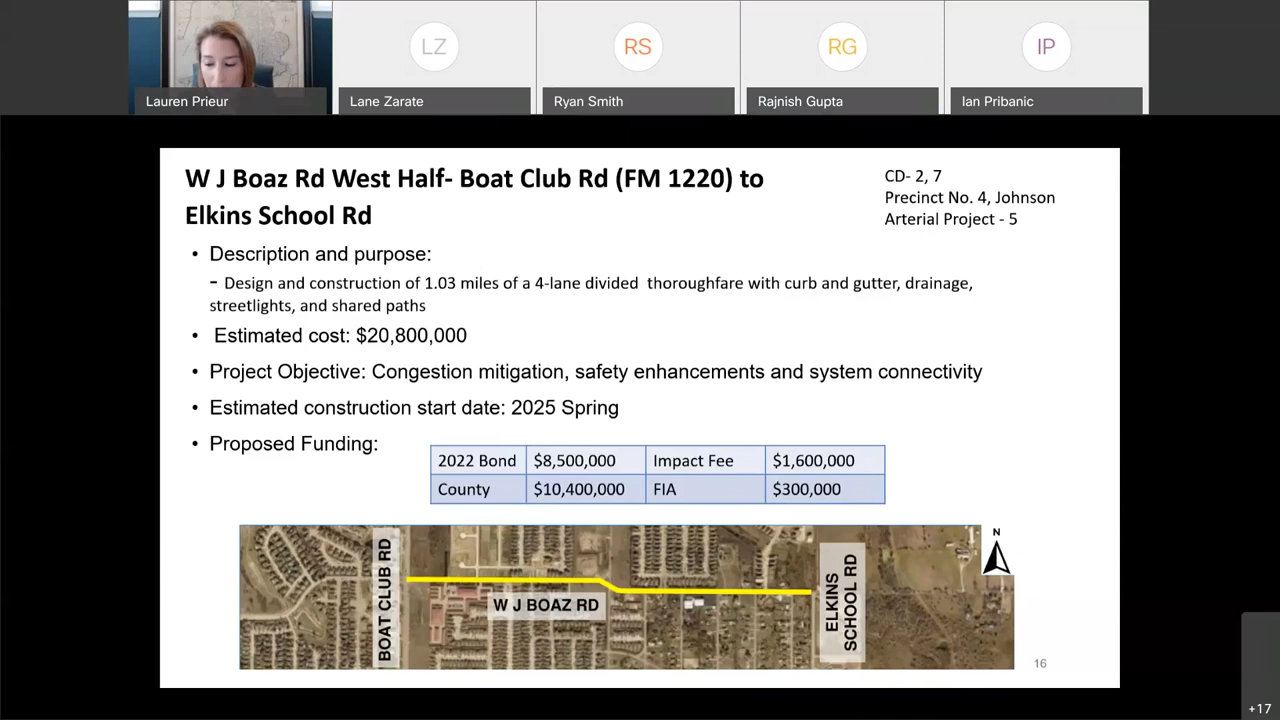 LZ
RS
RG
IP
Lauren Prieur
Lane Zarate
Ryan Smith
Rajnish Gupta
Ian Pribanic
W J Boaz Rd West Half- Boat Club Rd (FM 1220) to
Elkins School Rd
CD- 2, 7
Precinct No. 4, Johnson
Arterial Project - 5
• Description and purpose:
- Design and construction of 1.03 miles of a 4-lane divided thoroughfare with curb and gutter, drainage,
streetlights, and shared paths
• Estimated cost: $20,800,000
• Project Objective: Congestion mitigation, safety enhancements and system connectivity
• Estimated construction start date: 2025 Spring
• Proposed Funding:
2022 Bond $8,500,000 Impact Fee $1,600,000
County $10,400,000 FIA $300,000
BOAT CLUB RD
W J BOAZ RD
ELKINS
SCHOOL RD
N
16
+17